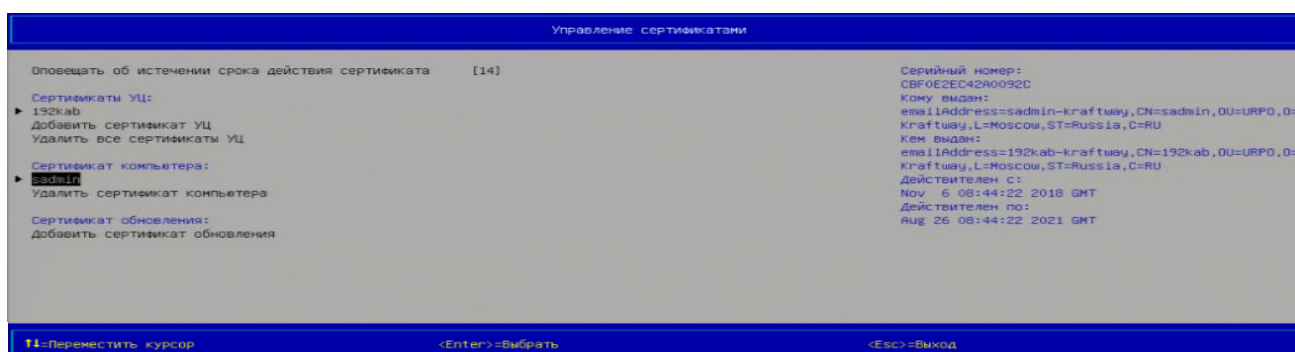 Управление сертификатами
Оповещать об истечении срока действия сертификата [14]
Сертификаты УЦ:
► 192kab
Добавить сертификат УЦ
Удалить все сертификаты УЦ
Сертификат компьютера:
► sadmin
Удалить сертификат компьютера
Сертификат обновления:
Добавить сертификат обновления
Серийный номер:
CBF0E2EC42A0092C
Кому выдан:
emailAddress=sadmin-kraftway,CN=sadmin,OU=URPO,O=
Kraftway,L=Moscow,ST=Russia,C=RU
Кем выдан:
emailAddress=192kab-kraftway,CN=192kab,OU=URPO,O=
Kraftway,L=Moscow,ST=Russia,C=RU
Действителен с:
Nov 6 08:44:22 2018 GMT
Действителен по:
Aug 26 08:44:22 2021 GMT
↑↓=Переместить курсор <Enter>=Выбрать <Esc>=Выход